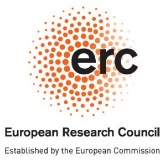 erc
European Research Council
Established by the European Commission